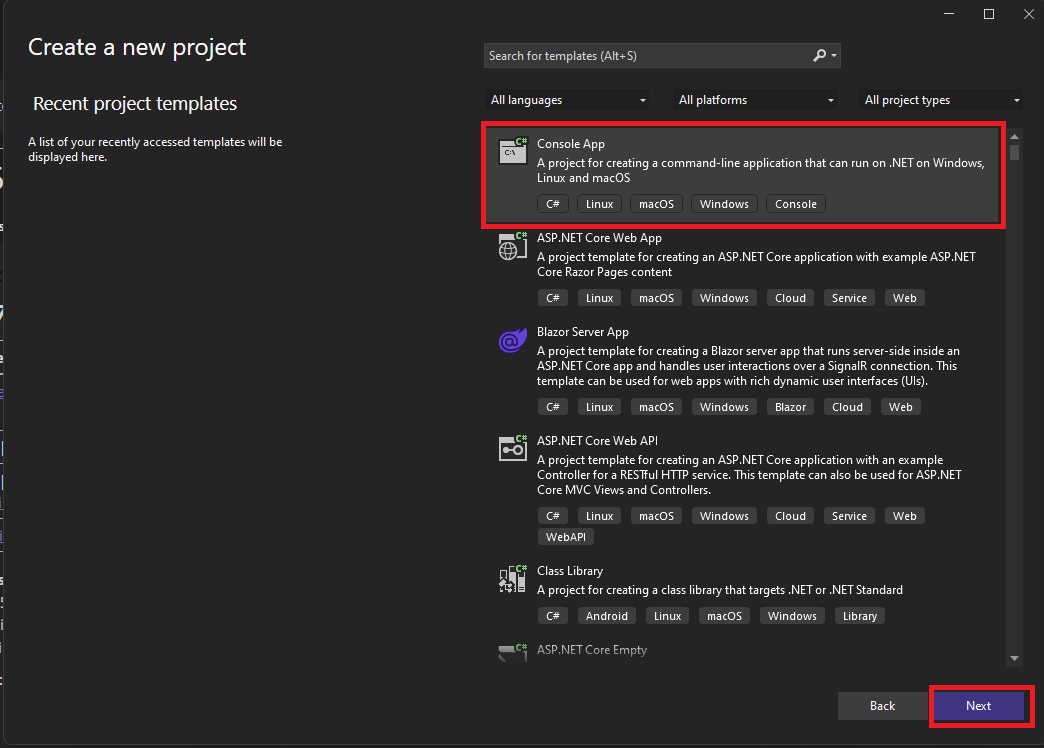 Create a new project
Recent project templates
A list of your recently accessed templates will be
displayed here.
Search for templates (Alt+S)
All languages
All platforms
All project types
C#
C:\
Console App
A project for creating a command-line application that can run on .NET on Windows,
Linux and macOS
C# Linux macOS Windows Console
C#
ASP.NET Core Web App
A project template for creating an ASP.NET Core application with example ASP.NET
Core Razor Pages content
C# Linux macOS Windows Cloud Service Web
Blazor Server App
A project template for creating a Blazor server app that runs server-side inside an
ASP.NET Core app and handles user interactions over a SignalR connection. This
template can be used for web apps with rich dynamic user interfaces (UIs).
C# Linux macOS Windows Blazor Cloud Web
C#
ASP.NET Core Web API
A project template for creating an ASP.NET Core application with an example
Controller for a RESTful HTTP service. This template can also be used for ASP.NET
Core MVC Views and Controllers.
C# Linux macOS Windows Cloud Service Web
WebAPI
C#
Class Library
A project for creating a class library that targets .NET or .NET Standard
C# Android Linux macOS Windows Library
C#
ASP.NET Core Empty
Back
Next